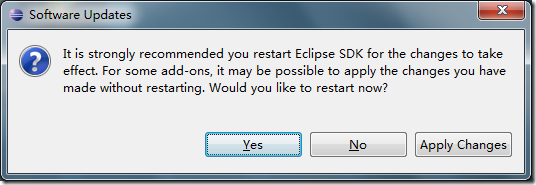 Software Updates
It is strongly recommended you restart Eclipse SDK for the changes to take
effect. For some add-ons, it may be possible to apply the changes you have
made without restarting. Would you like to restart now?
Yes No Apply Changes